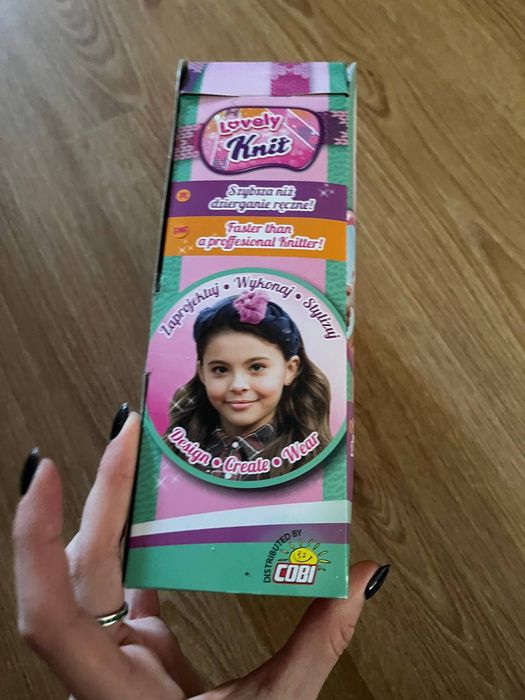 Lovely
Knit
PL
Szybsza niż
dzierganie ręczne!
ENG
Faster than
a proffesional Knitter!
Zaprojektuj • Wykonaj • Stylizuj
Design • Create • Wear
DISTRIBUTED BY
COBI